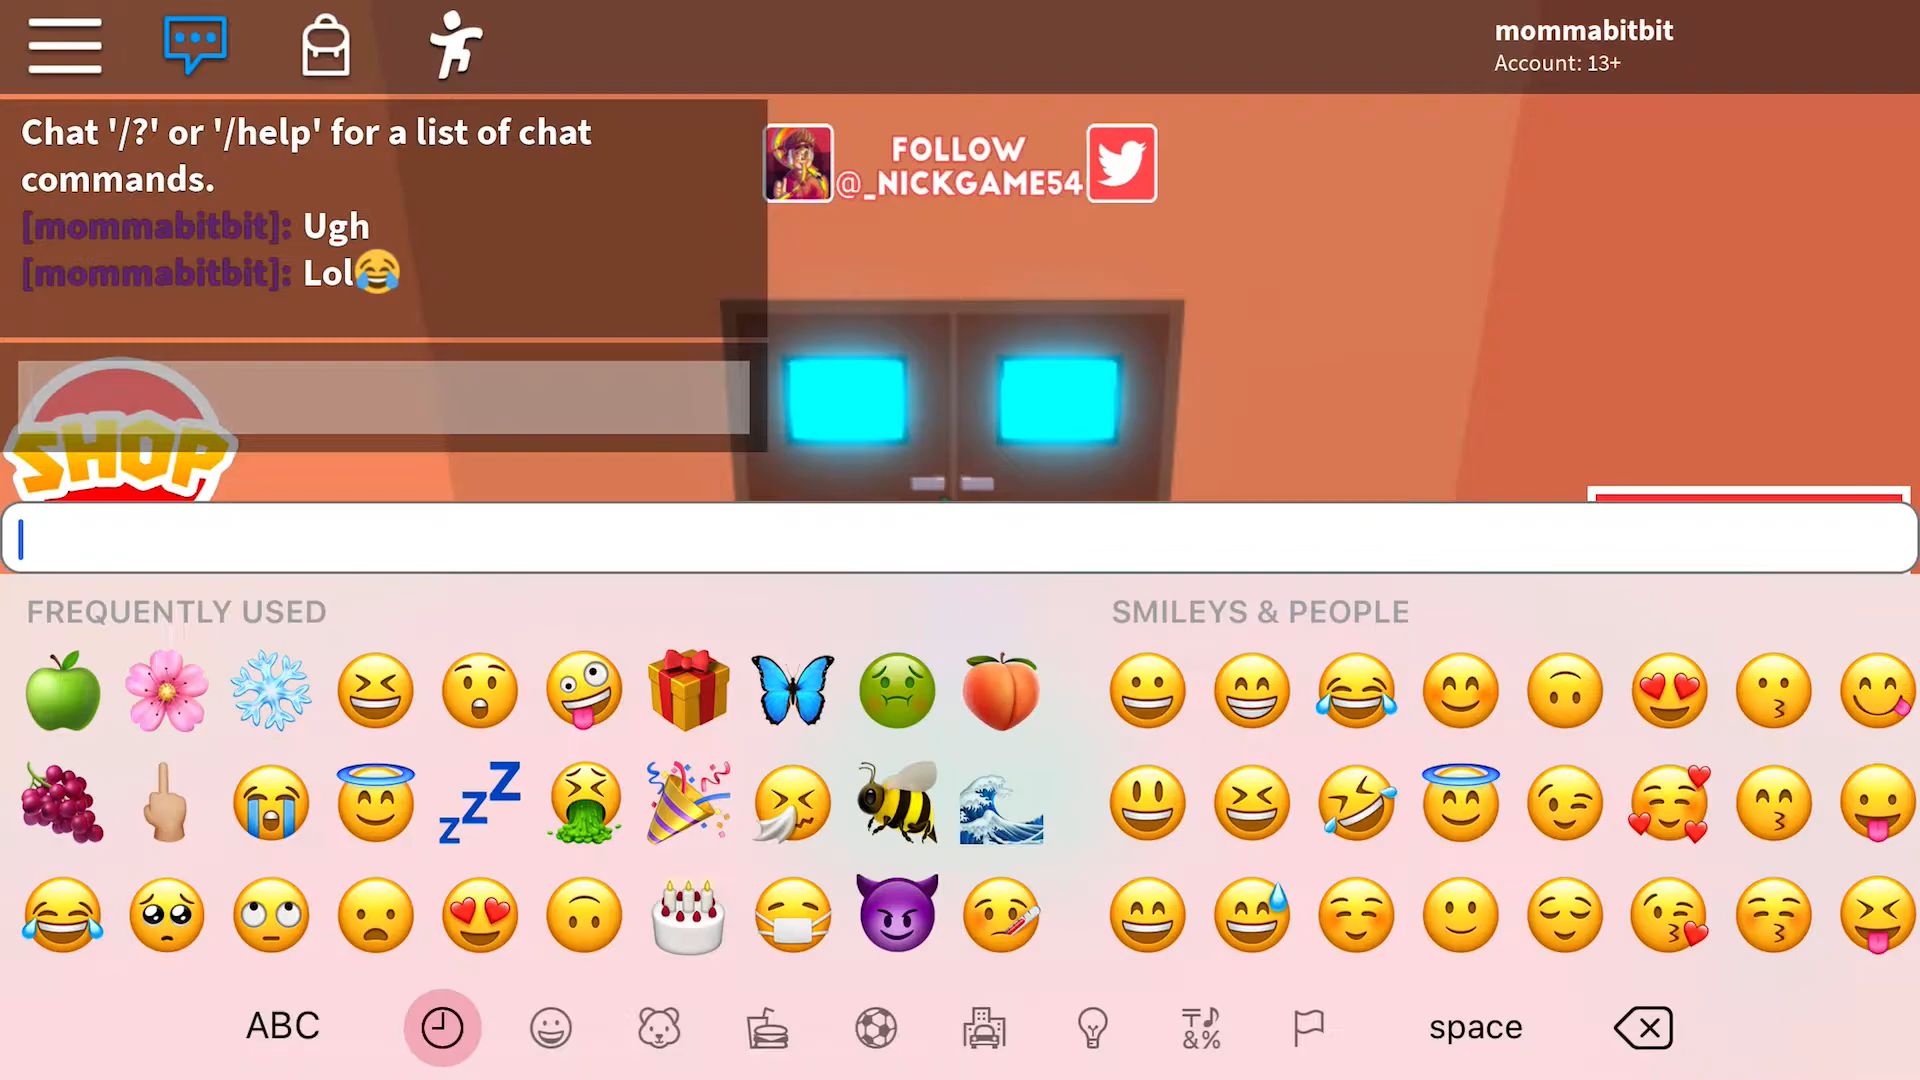 mommabitbit
Account: 13+
Chat '/?' or '/help' for a list of chat
commands.
[mommabitbit]: Ugh
[mommabitbit]: Lol😂
FOLLOW
@_NICKGAME54
SHOP
FREQUENTLY USED
SMILEYS & PEOPLE
ABC
space